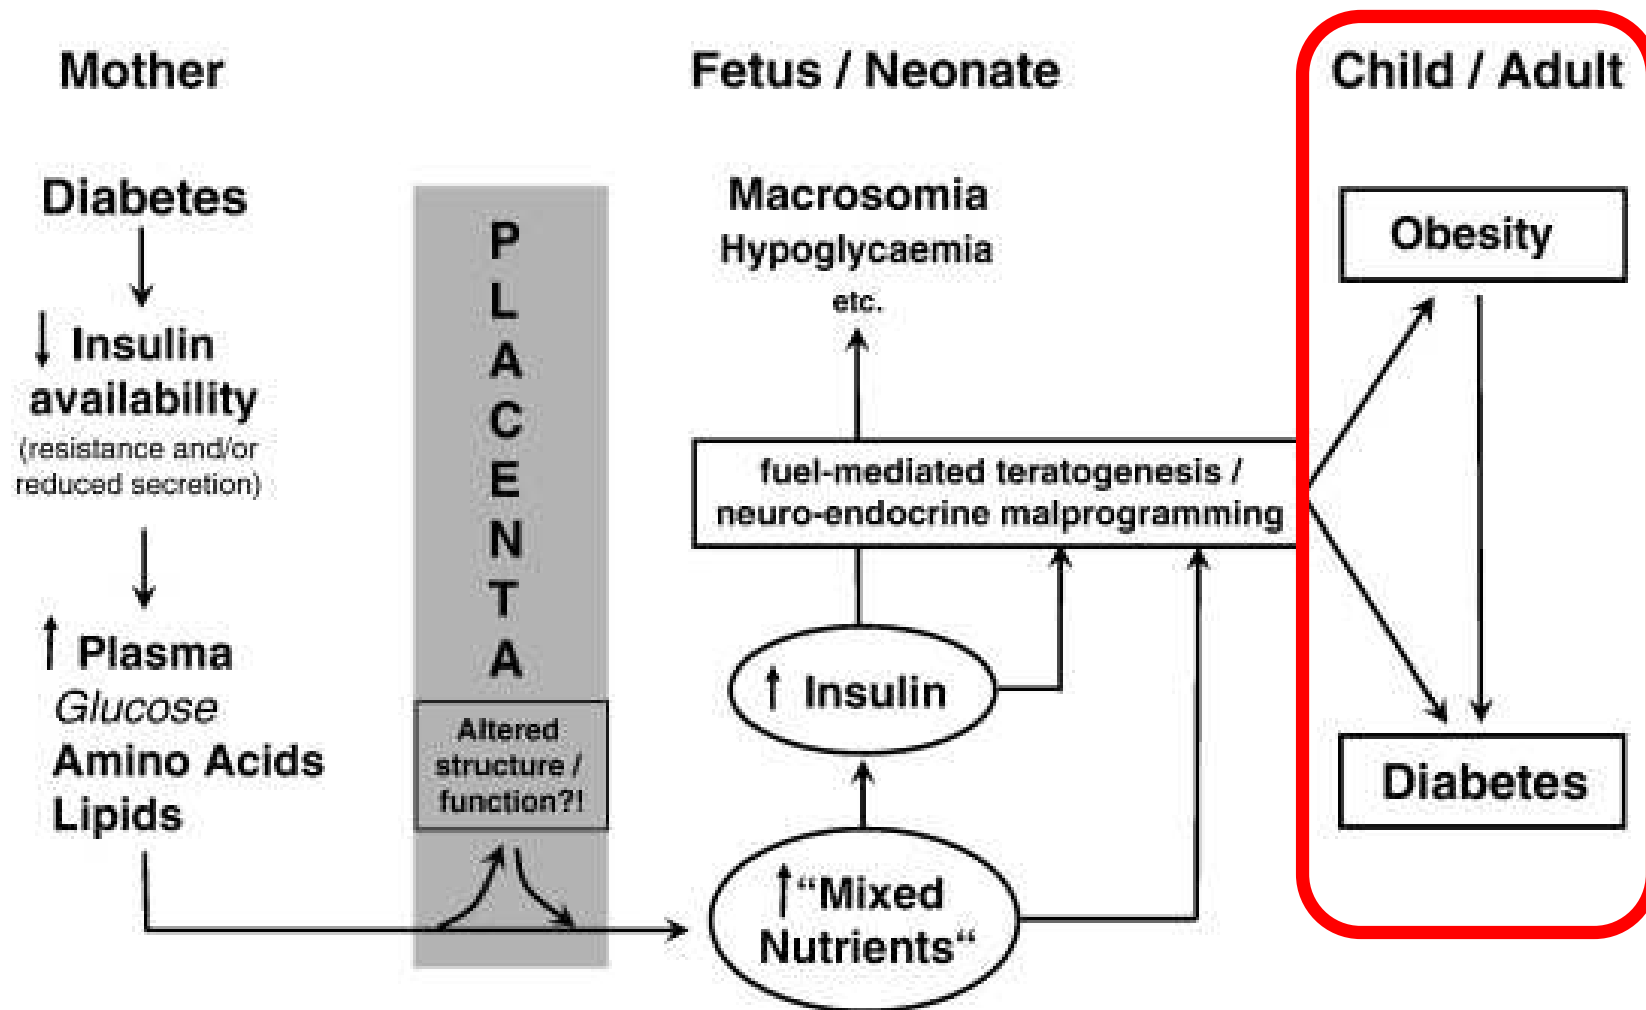 Mother
Diabetes
↓ Insulin
availability
(resistance and/or
reduced secretion)
↑ Plasma
Glucose
Amino Acids
Lipids
P
L
A
C
E
N
T
A
Altered
structure /
function?!
Fetus / Neonate
Macrosomia
Hypoglycaemia
etc.
fuel-mediated teratogenesis /
neuro-endocrine malprogramming
↑ Insulin
↑“Mixed
Nutrients“
Child / Adult
Obesity
Diabetes